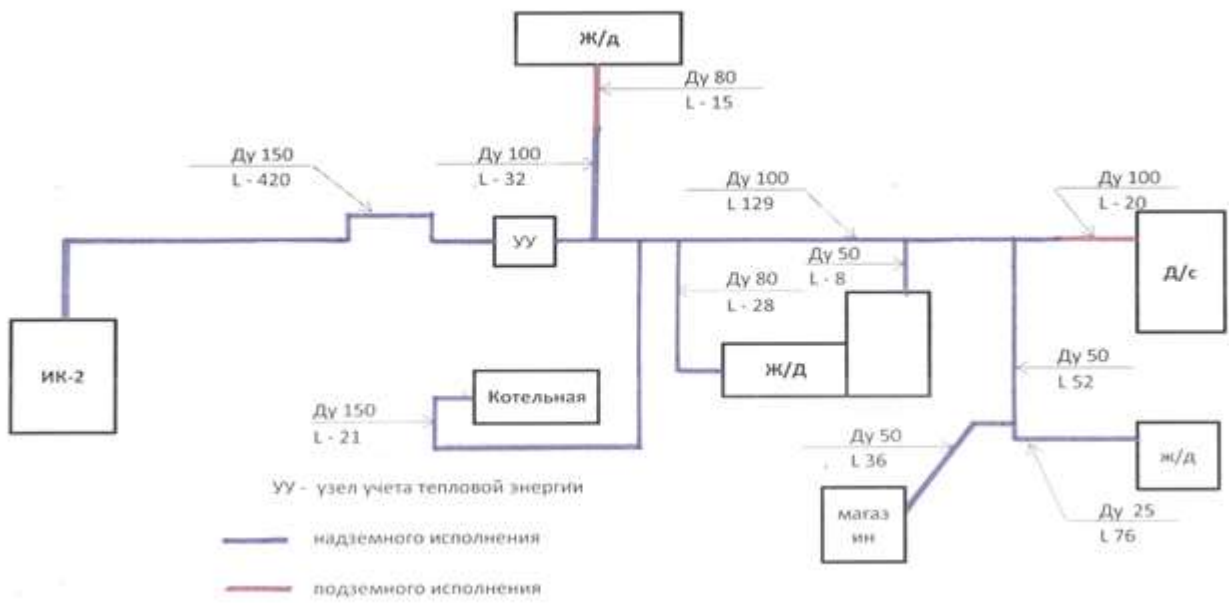 Ж/д
Ду 80
L - 15
Ду 150
L - 420
Ду 100
L - 32
Ду 100
L 129
Ду 100
L - 20
УУ
Ду 50
L - 8
Д/с
Ду 80
L - 28
ИК-2
Ж/Д
Ду 50
L 52
Котельная
Ду 150
L - 21
Ду 50
L 36
ж/д
УУ - узел учета тепловой энергии
магаз
ин
Ду 25
L 76
надземного исполнения
подземного исполнения